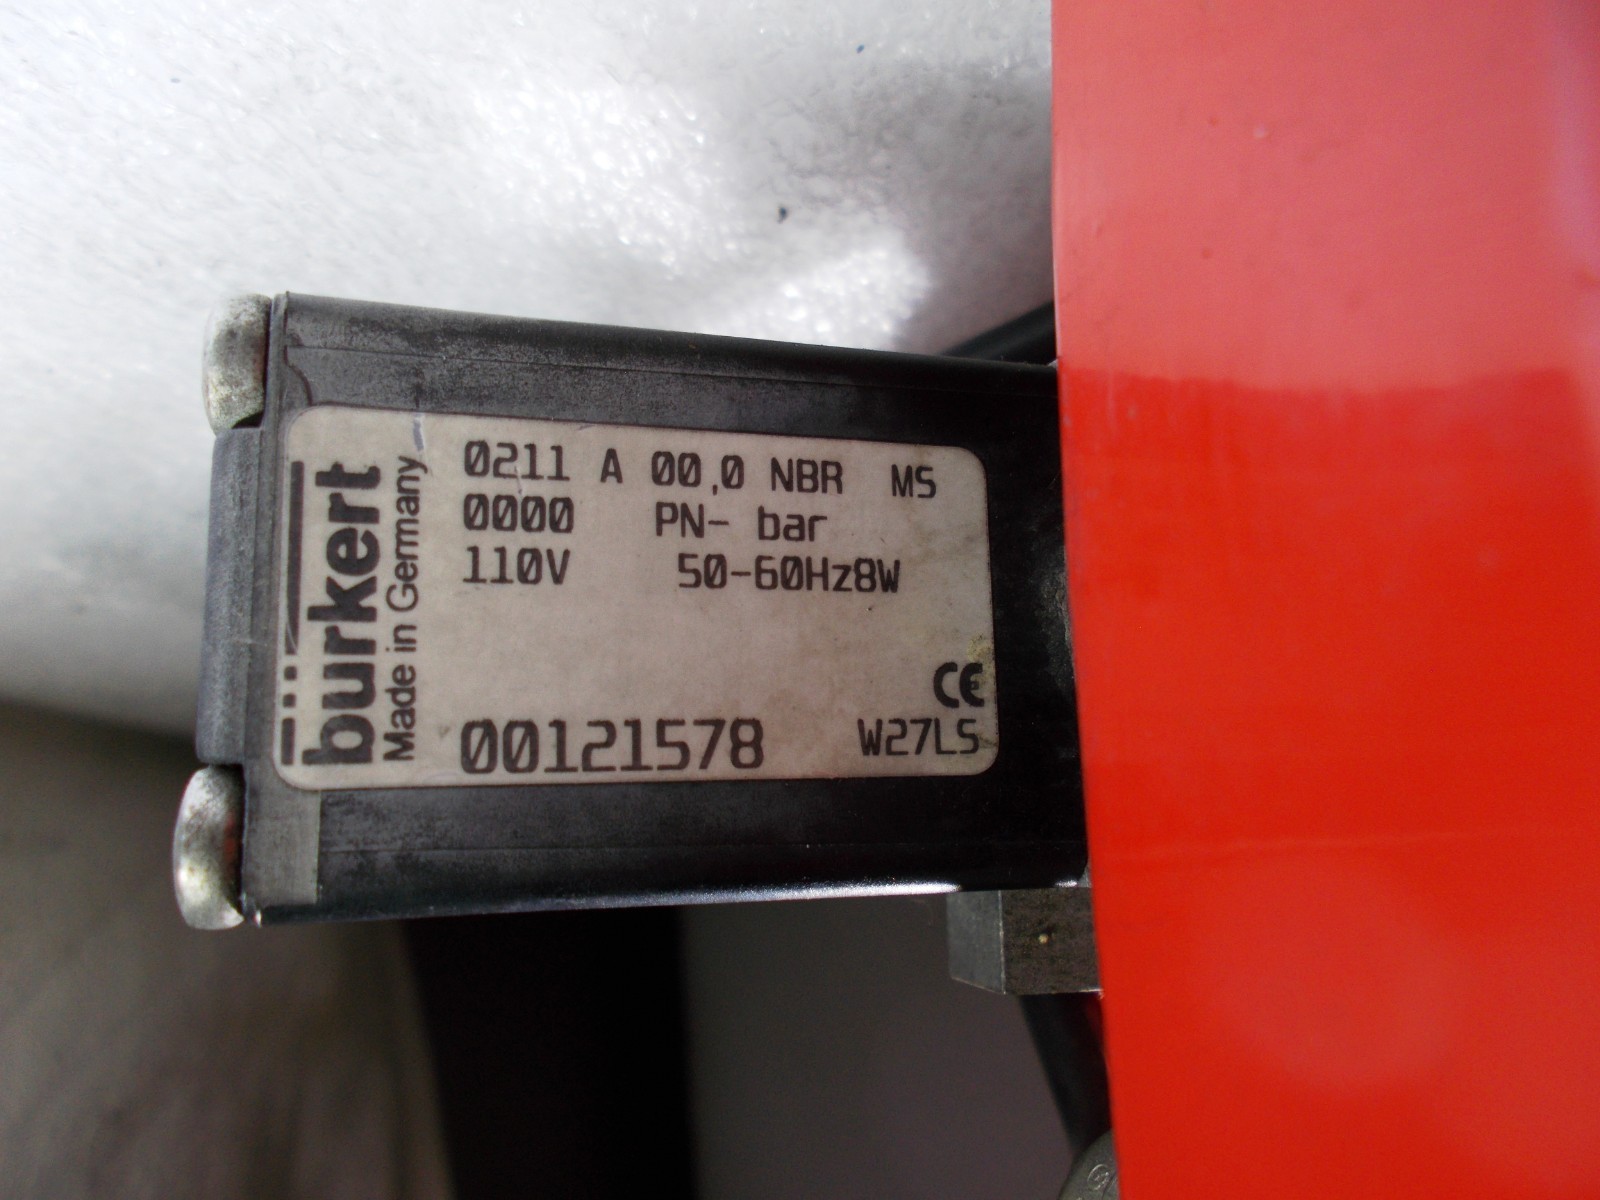 bürkert
Made in Germany
0211 A 00,0 NBR MS
0000 PN- bar
110V 50-60Hz8W
CE
00121578 W27LS